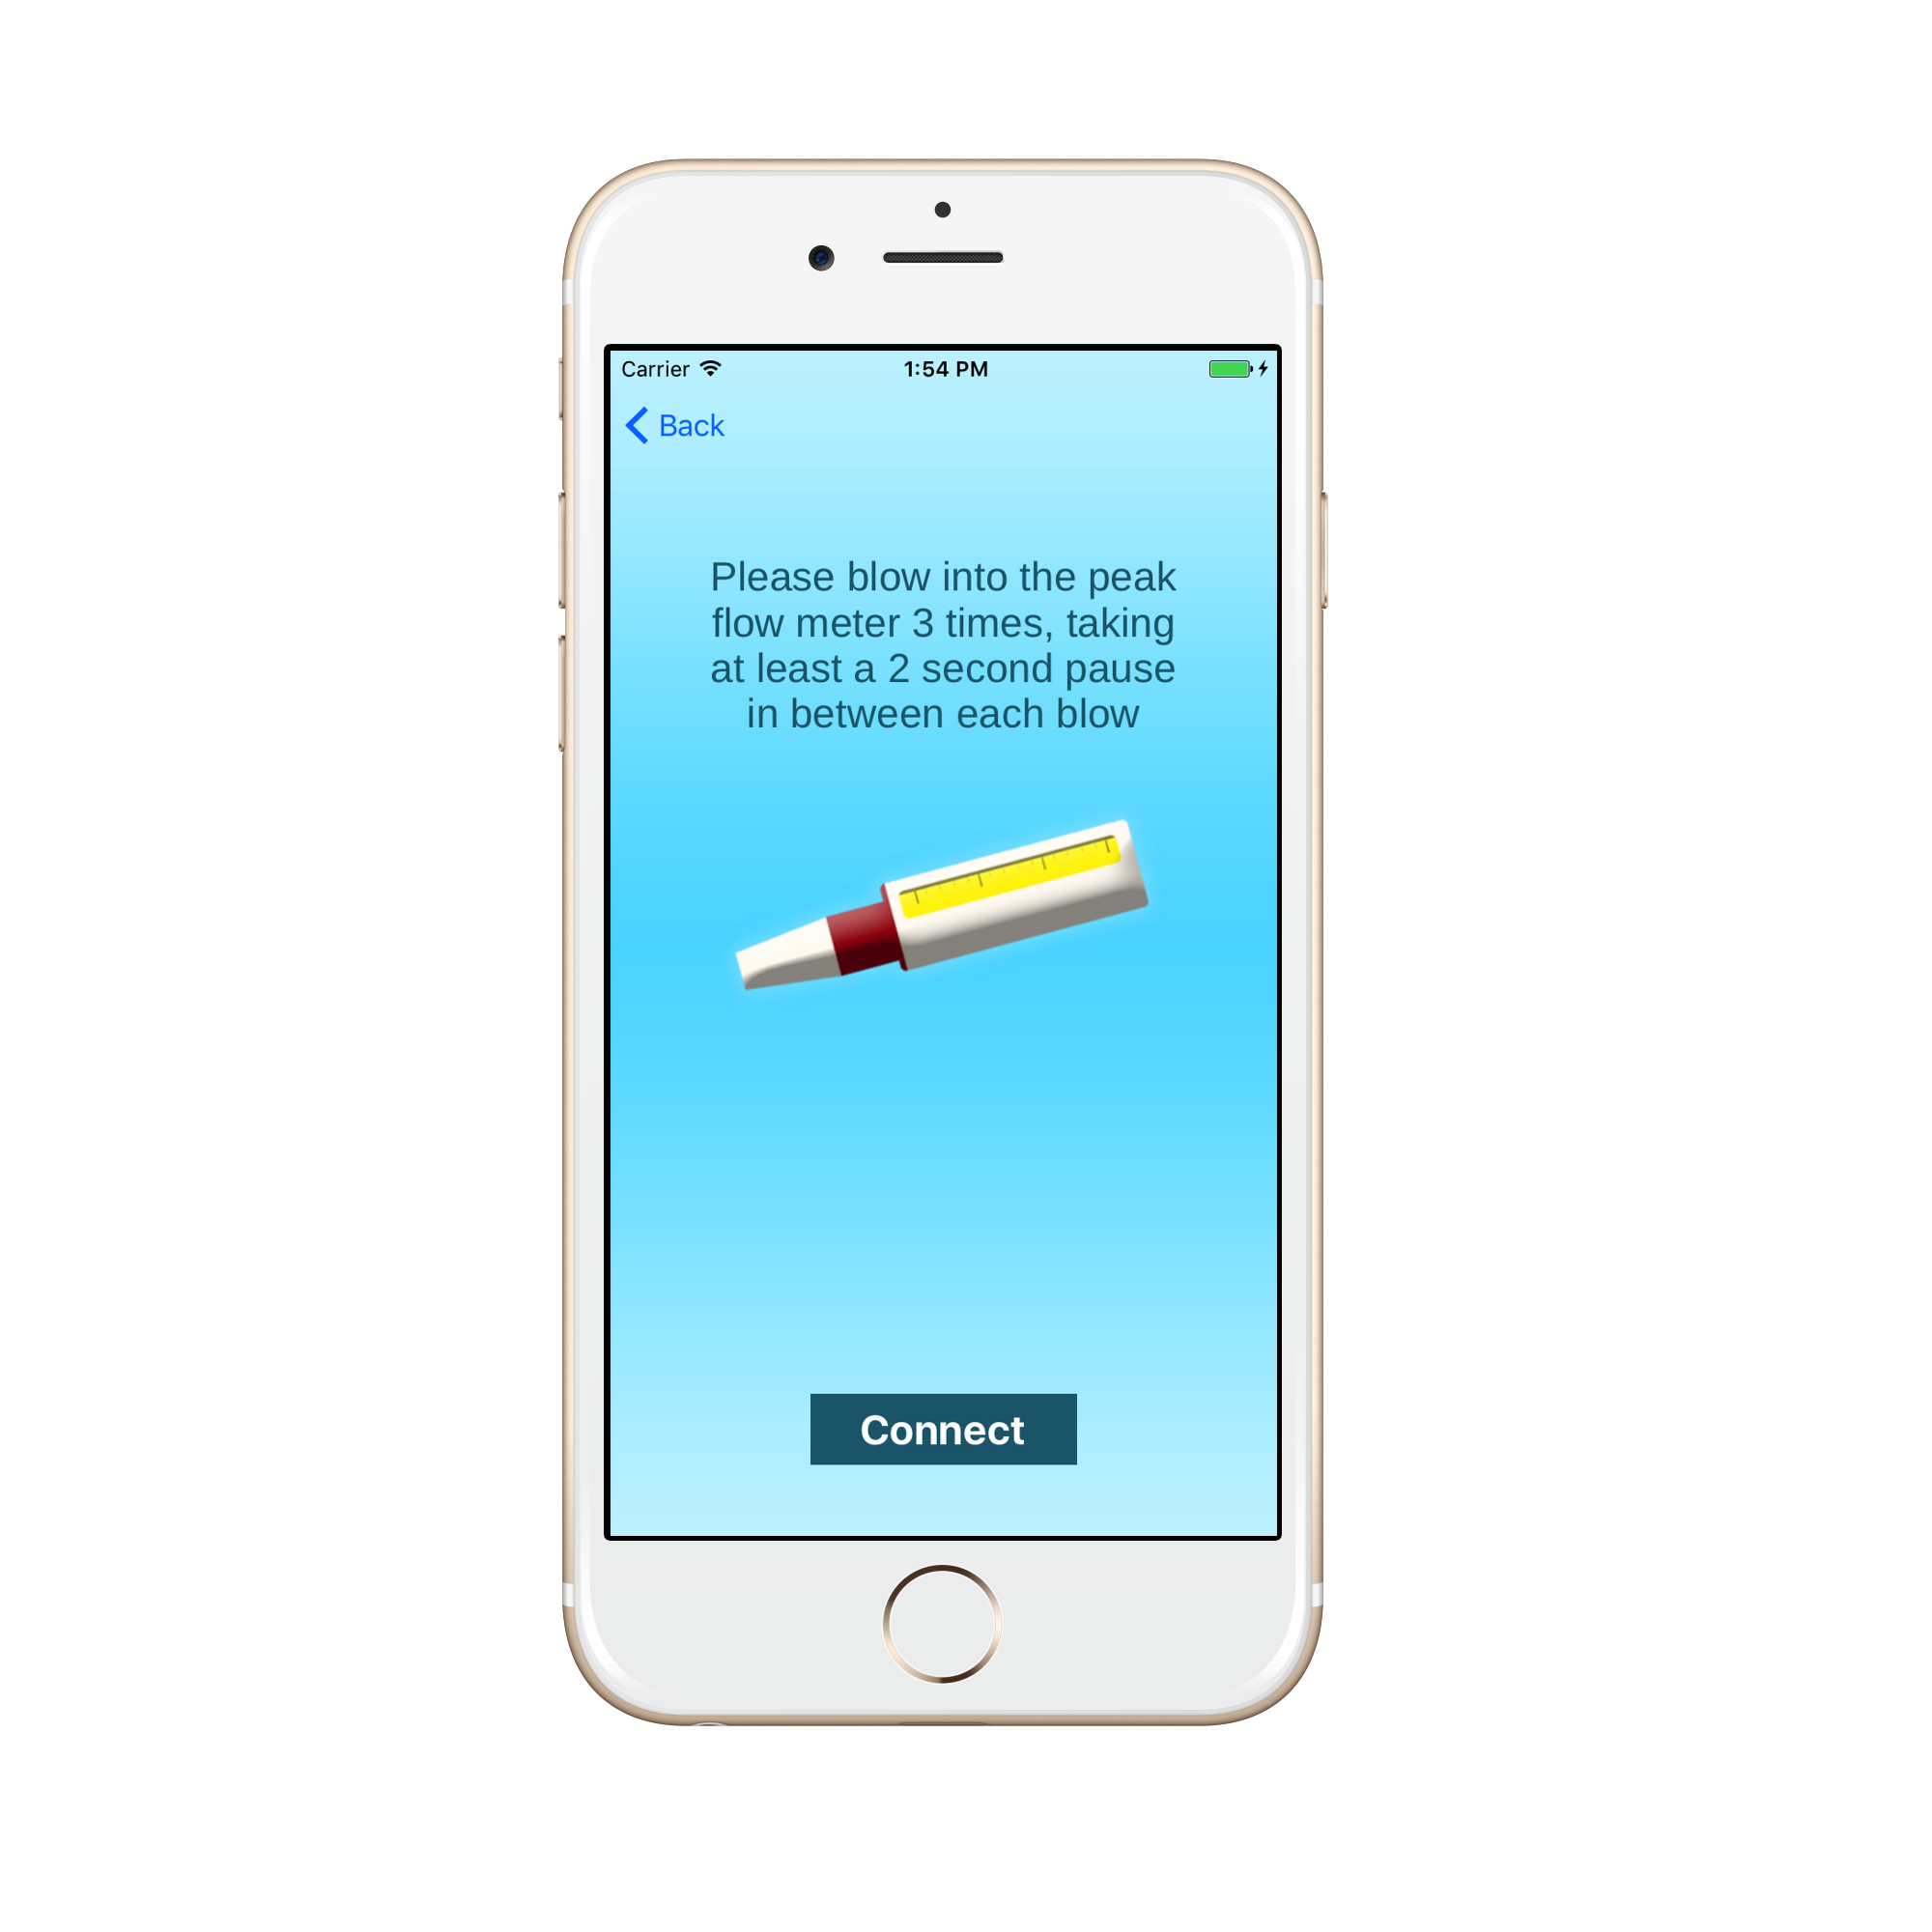 Carrier 1:54 PM
Back
Please blow into the peak
flow meter 3 times, taking
at least a 2 second pause
in between each blow
Connect